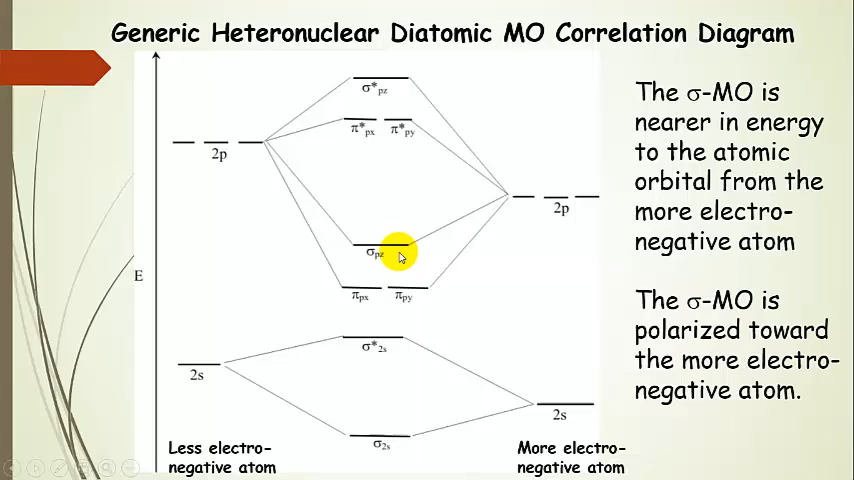 Generic Heteronuclear Diatomic MO Correlation Diagram
σ*pz
π*px π*py
2p
2p
σpz
E
πpx πpy
σ*2s
2s
2s
σ2s
Less electro-
negative atom
More electro-
negative atom
The σ-MO is
nearer in energy
to the atomic
orbital from the
more electro-
negative atom
The σ-MO is
polarized toward
the more electro-
negative atom.